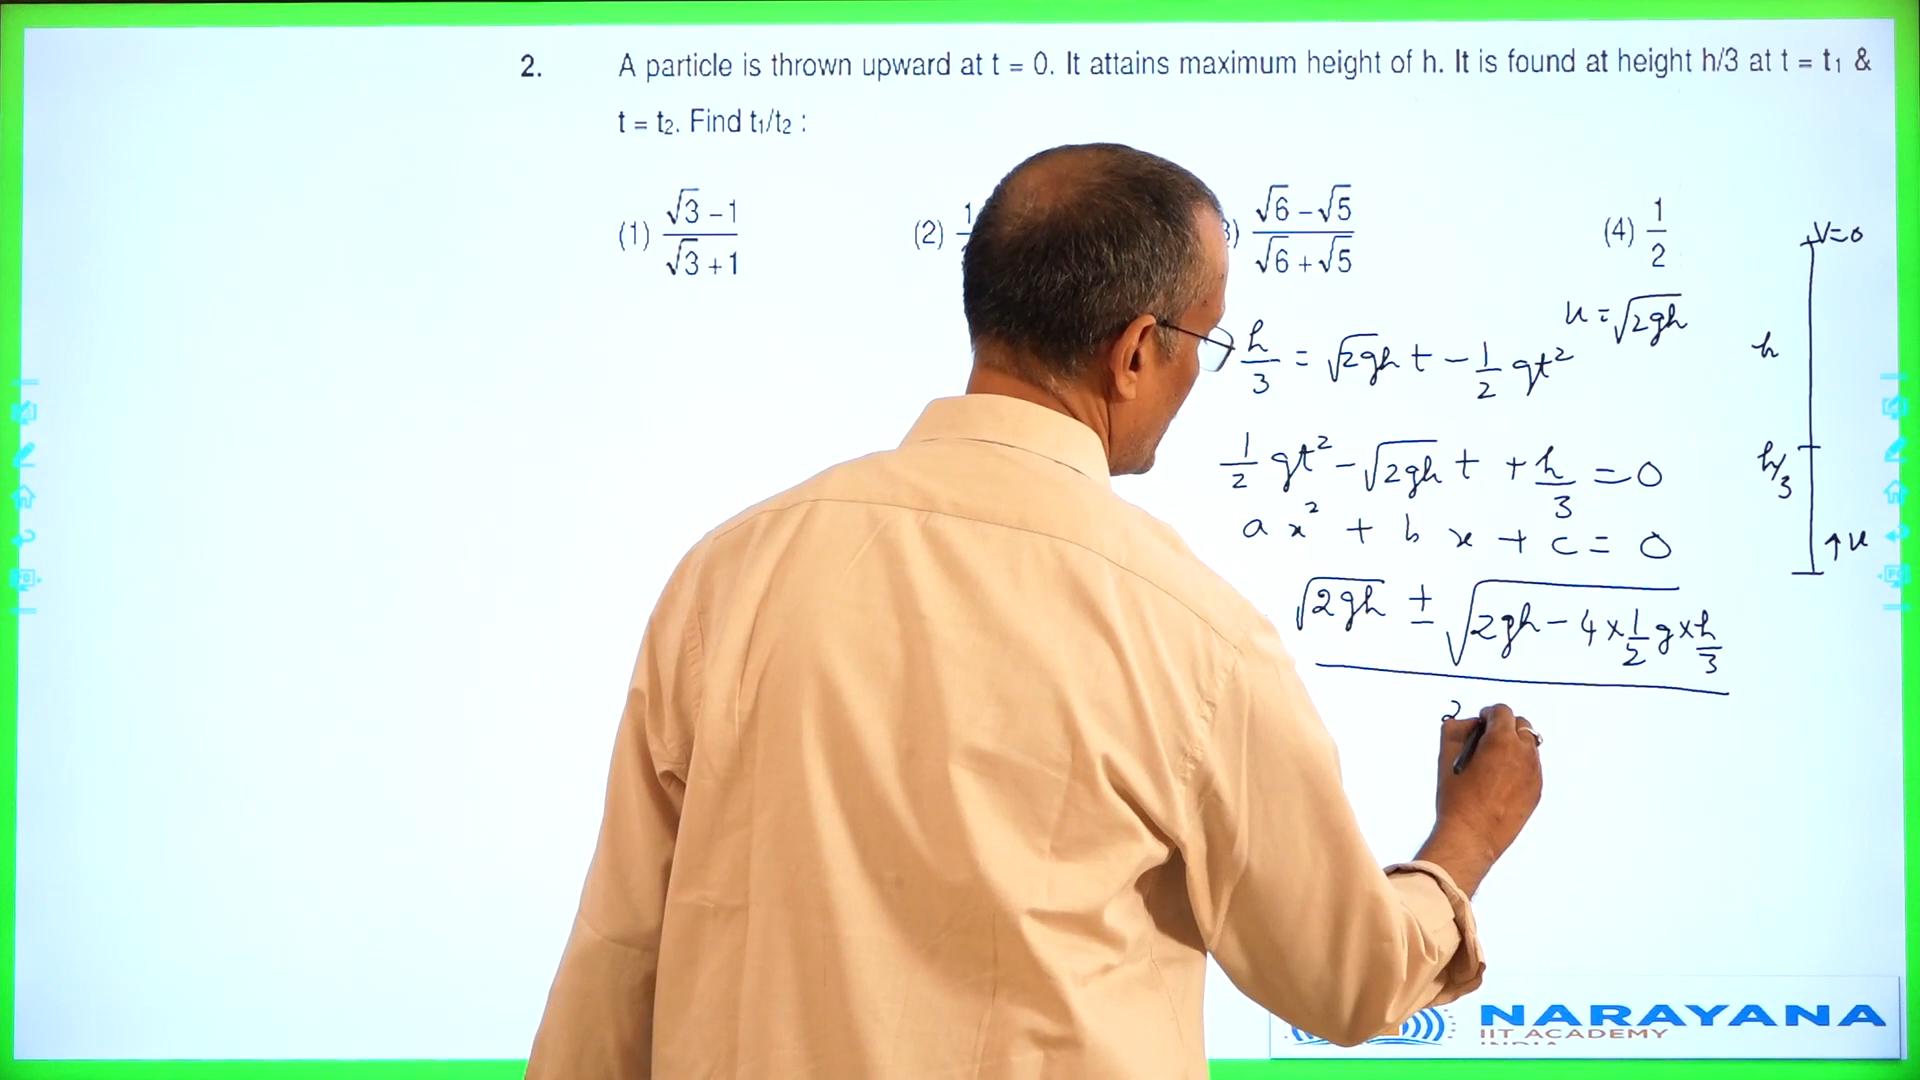 2. A particle is thrown upward at t = 0. It attains maximum height of h. It is found at height h/3 at t = t₁ &
t = t₂. Find t₁/t₂ :
(1) (√3 – 1)/(√3 + 1) (2) 3) (√6 – √5)/(√6 + √5) (4) 1/2
V=0
u = √2gh
h/3 = √2gh t – 1/2 gt²
h
1/2 gt² – √2gh t + h/3 = 0
h/3
a x² + b x + c = 0
↑u
√2gh ± √2gh – 4 × 1/2 g × h/3
2
NARAYANA
IIT ACADEMY
INDIA